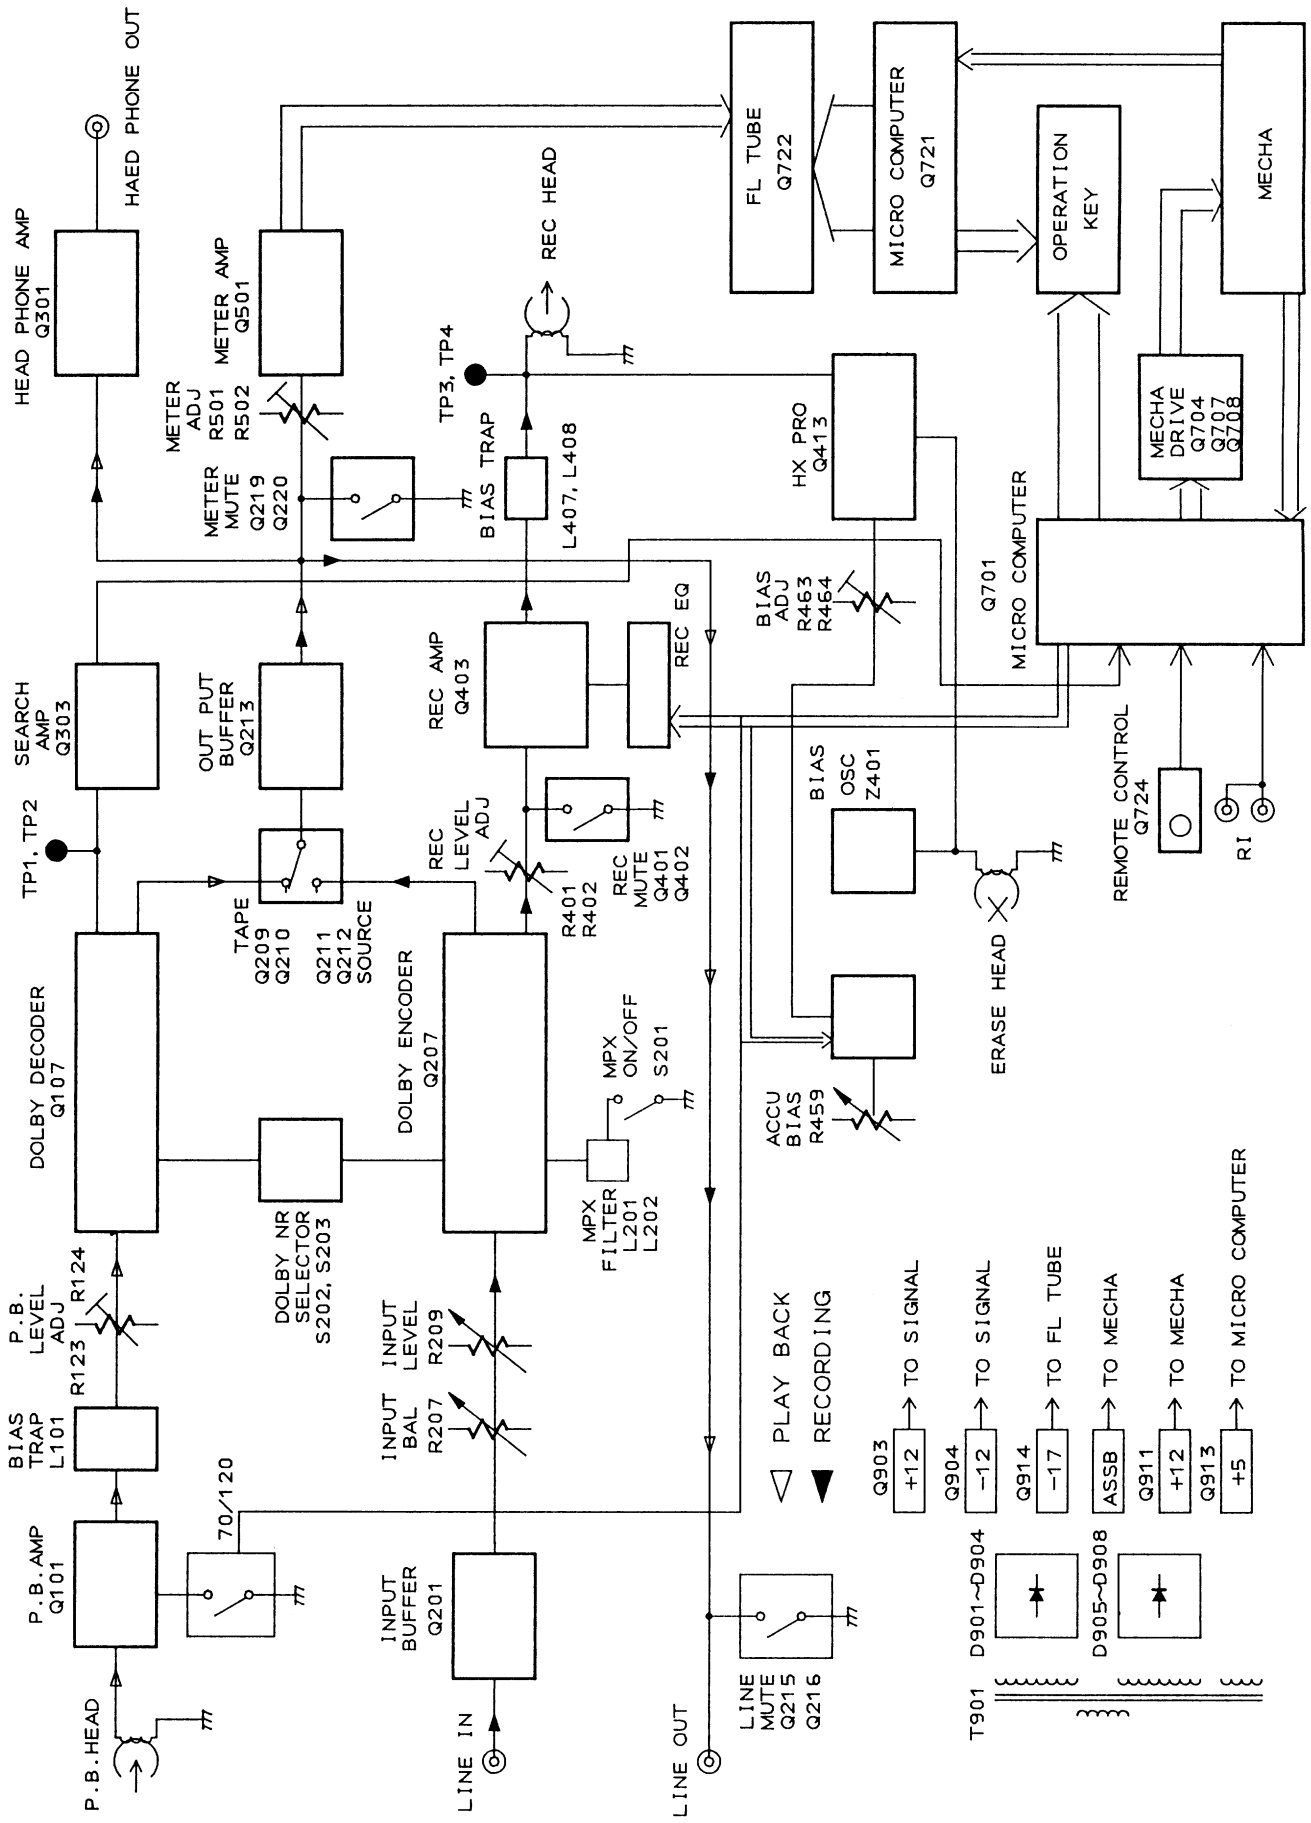 P.B.HEAD
P.B.AMP
Q101
70/120
BIAS
TRAP
L101
P.B.
LEVEL
ADJ
R123
R124
DOLBY DECODER
Q107
TP1, TP2
SEARCH
AMP
Q303
HEAD PHONE AMP
Q301
HAED PHONE OUT
DOLBY NR
SELECTOR
S202, S203
TAPE
Q209
Q210
Q211
Q212
SOURCE
OUT PUT
BUFFER
Q213
METER
MUTE
Q219
Q220
METER
ADJ
R501
R502
METER AMP
Q501
LINE IN
INPUT
BUFFER
Q201
INPUT
BAL
R207
INPUT
LEVEL
R209
DOLBY ENCODER
Q207
MPX
FILTER
L201
L202
MPX
ON/OFF
S201
REC
LEVEL
ADJ
R401
R402
REC
MUTE
Q401
Q402
REC AMP
Q403
REC EQ
BIAS TRAP
L407, L408
TP3, TP4
REC HEAD
LINE OUT
LINE
MUTE
Q215
Q216
PLAY BACK
RECORDING
ACCU
BIAS
R459
BIAS
OSC
Z401
ERASE HEAD
BIAS
ADJ
R463
R464
HX PRO
Q413
FL TUBE
Q722
MICRO COMPUTER
Q721
OPERATION
KEY
MECHA
MECHA
DRIVE
Q704
Q707
Q708
Q701
MICRO COMPUTER
REMOTE CONTROL
Q724
RI
T901
D901~D904
D905~D908
Q903
+12
TO SIGNAL
Q904
-12
TO SIGNAL
Q914
-17
TO FL TUBE
ASSB
TO MECHA
Q911
+12
TO MECHA
Q913
+5
TO MICRO COMPUTER